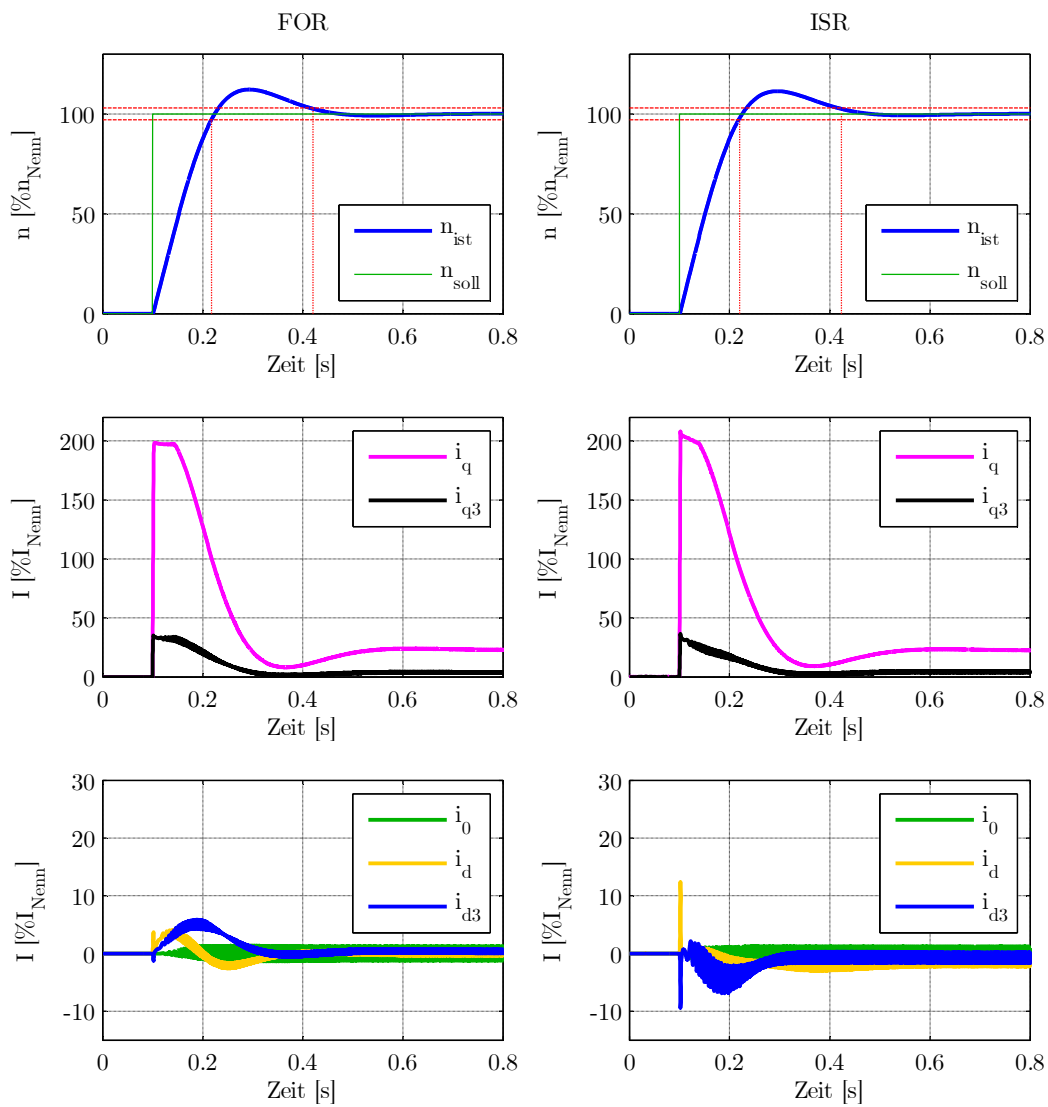 FOR
ISR
n [%n_Nenn]
100
50
0
n_ist
n_soll
0 0.2 0.4 0.6 0.8
Zeit [s]
n [%n_Nenn]
100
50
0
n_ist
n_soll
0 0.2 0.4 0.6 0.8
Zeit [s]
I [%I_Nenn]
200
150
100
50
0
i_q
i_q3
0 0.2 0.4 0.6 0.8
Zeit [s]
I [%I_Nenn]
200
150
100
50
0
i_q
i_q3
0 0.2 0.4 0.6 0.8
Zeit [s]
I [%I_Nenn]
30
20
10
0
-10
i_0
i_d
i_d3
0 0.2 0.4 0.6 0.8
Zeit [s]
I [%I_Nenn]
30
20
10
0
-10
i_0
i_d
i_d3
0 0.2 0.4 0.6 0.8
Zeit [s]